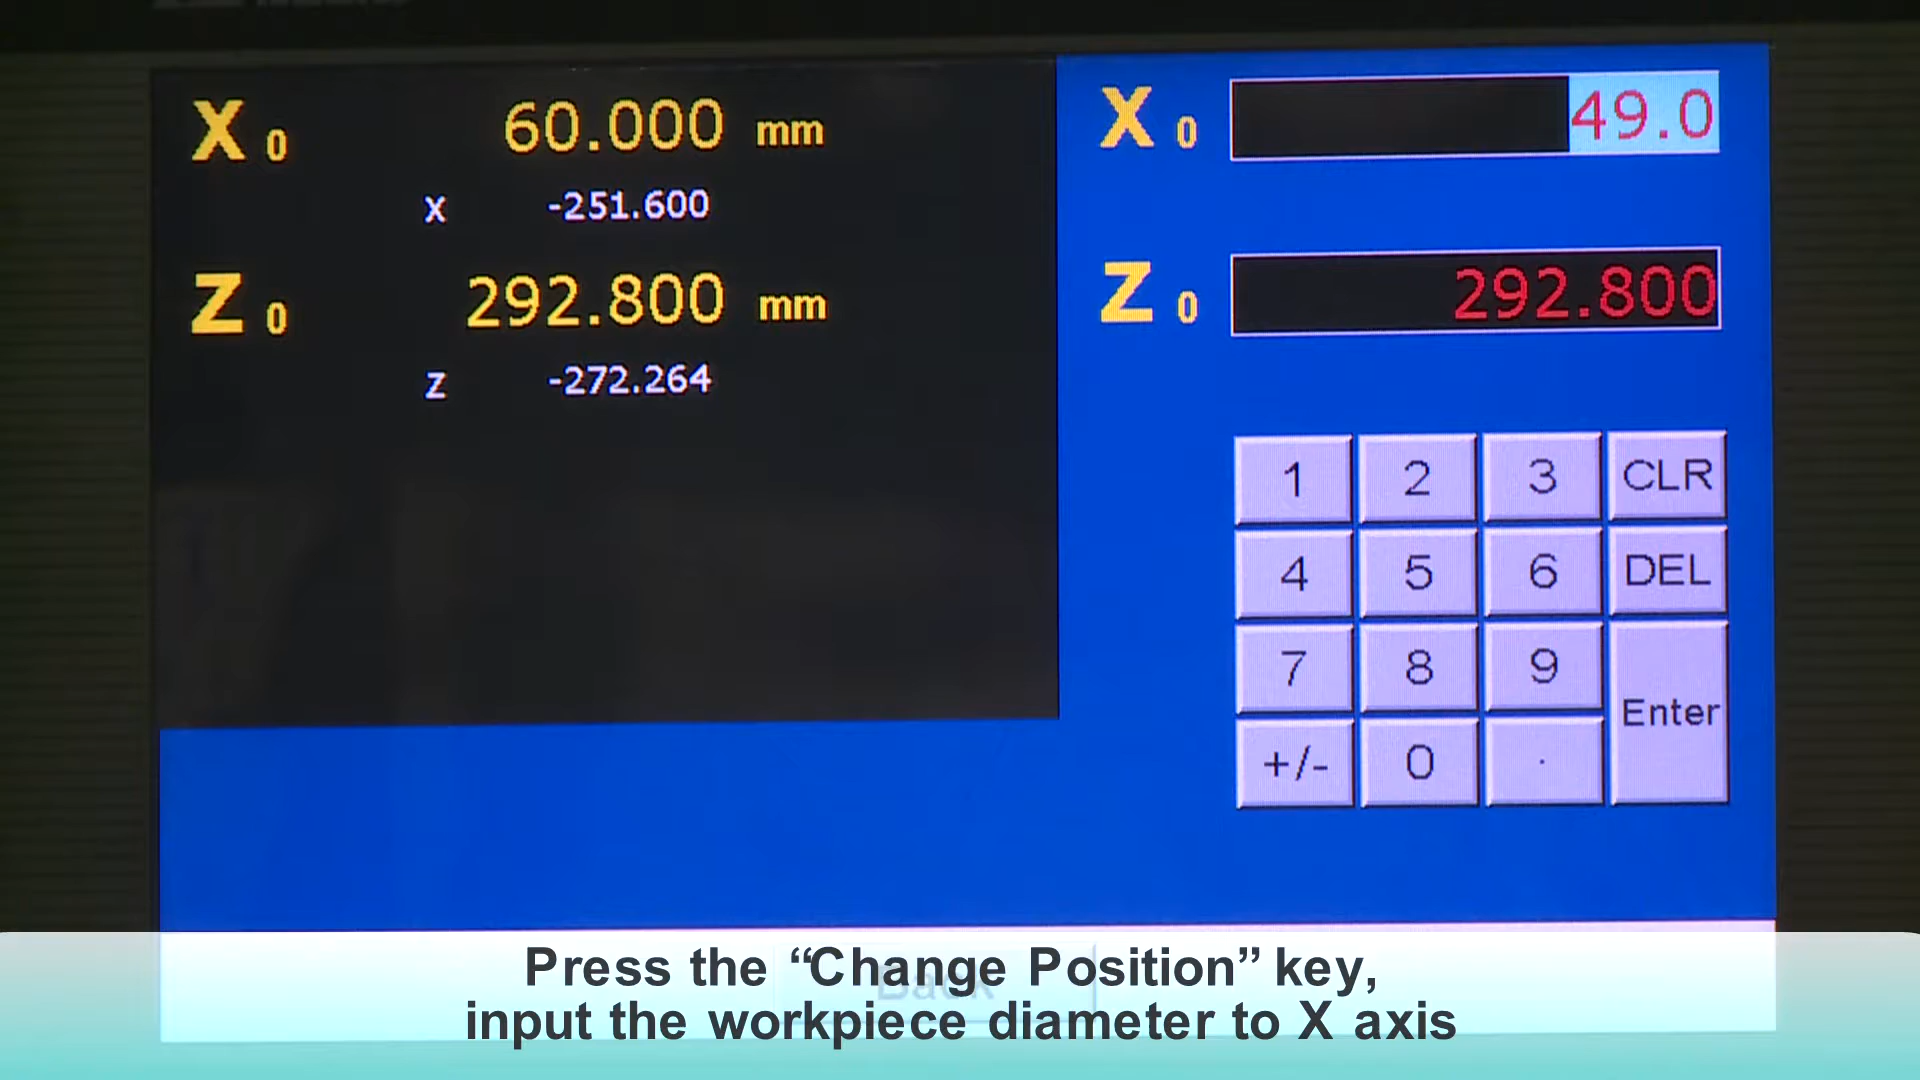 X 0 60.000 mm
X -251.600
Z 0 292.800 mm
Z -272.264
X 0 49.0
Z 0 292.800
1 2 3 CLR
4 5 6 DEL
7 8 9
Enter
+/- 0 .
Back
Press the “Change Position” key,
input the workpiece diameter to X axis